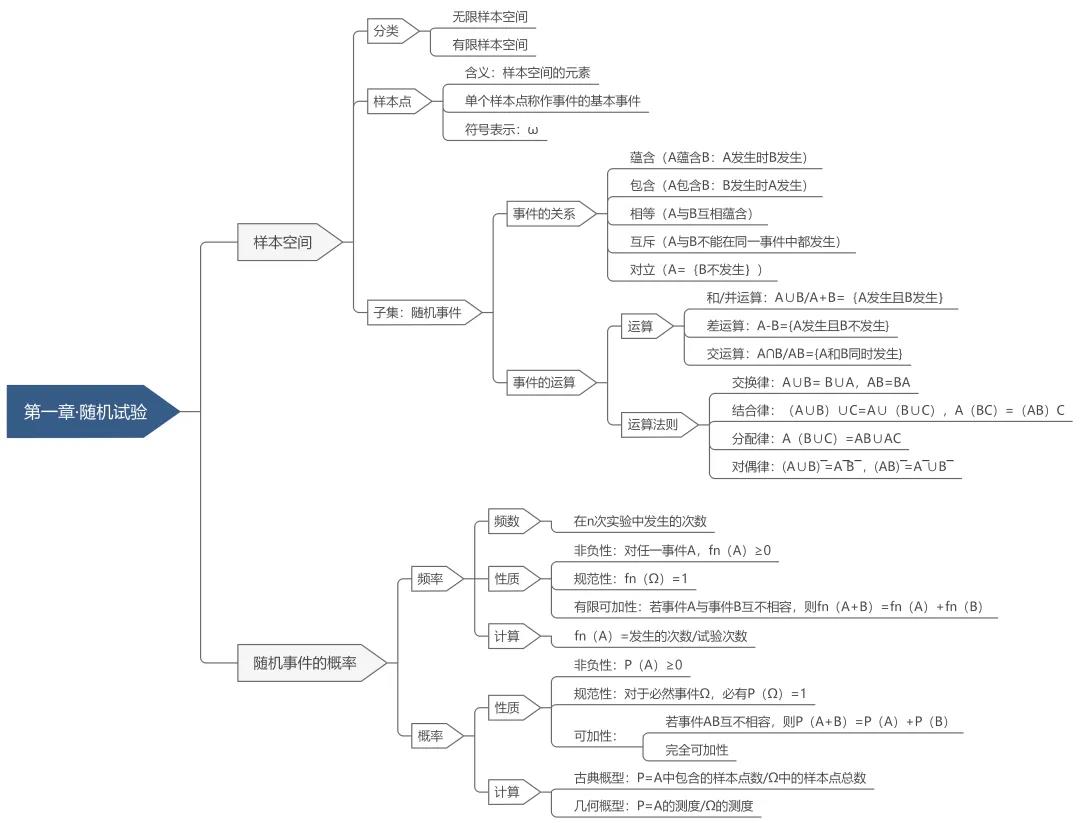 第一章·随机试验
样本空间
分类
无限样本空间
有限样本空间
样本点
含义：样本空间的元素
单个样本点称作事件的基本事件
符号表示：ω
子集：随机事件
事件的关系
蕴含（A蕴含B：A发生时B发生）
包含（A包含B：B发生时A发生）
相等（A与B互相蕴含）
互斥（A与B不能在同一事件中都发生）
对立（A=｛B不发生｝）
事件的运算
运算
和/并运算：A∪B/A+B=｛A发生且B发生｝
差运算：A-B={A发生且B不发生}
交运算：A∩B/AB={A和B同时发生}
运算法则
交换律：A∪B= B∪A，AB=BA
结合律：（A∪B）∪C=A∪（B∪C），A（BC）=（AB）C
分配律：A（B∪C）=AB∪AC
对偶律：(A∪B)‾=A‾B‾，(AB)‾=A‾∪B‾
随机事件的概率
频率
频数
在n次实验中发生的次数
性质
非负性：对任一事件A，fn（A）≥0
规范性：fn（Ω）=1
有限可加性：若事件A与事件B互不相容，则fn（A+B）=fn（A）+fn（B）
计算
fn（A）=发生的次数/试验次数
概率
性质
非负性：P（A）≥0
规范性：对于必然事件Ω，必有P（Ω）=1
可加性：
若事件AB互不相容，则P（A+B）=P（A）+P（B）
完全可加性
计算
古典概型：P=A中包含的样本点数/Ω中的样本点总数
几何概型：P=A的测度/Ω的测度